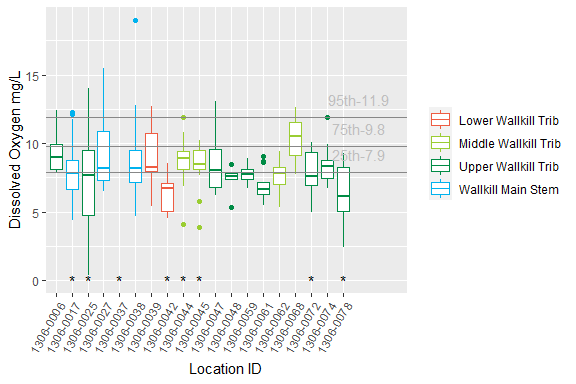 Dissolved Oxygen mg/L
15
10
5
0
95th-11.9
75th-9.8
25th-7.9
* * * * * * * *
1306-0006
1306-0017
1306-0025
1306-0027
1306-0037
1306-0038
1306-0039
1306-0042
1306-0044
1306-0045
1306-0047
1306-0048
1306-0059
1306-0061
1306-0062
1306-0068
1306-0072
1306-0074
1306-0078
Location ID
Lower Wallkill Trib
Middle Wallkill Trib
Upper Wallkill Trib
Wallkill Main Stem